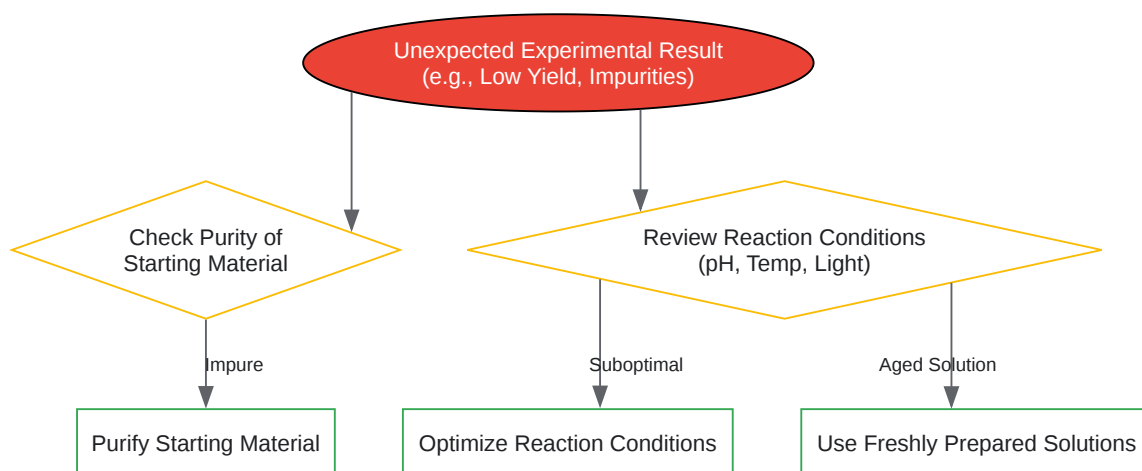 Unexpected Experimental Result
(e.g., Low Yield, Impurities)
Check Purity of
Starting Material
Review Reaction Conditions
(pH, Temp, Light)
Impure
Suboptimal
Aged Solution
Purify Starting Material
Optimize Reaction Conditions
Use Freshly Prepared Solutions